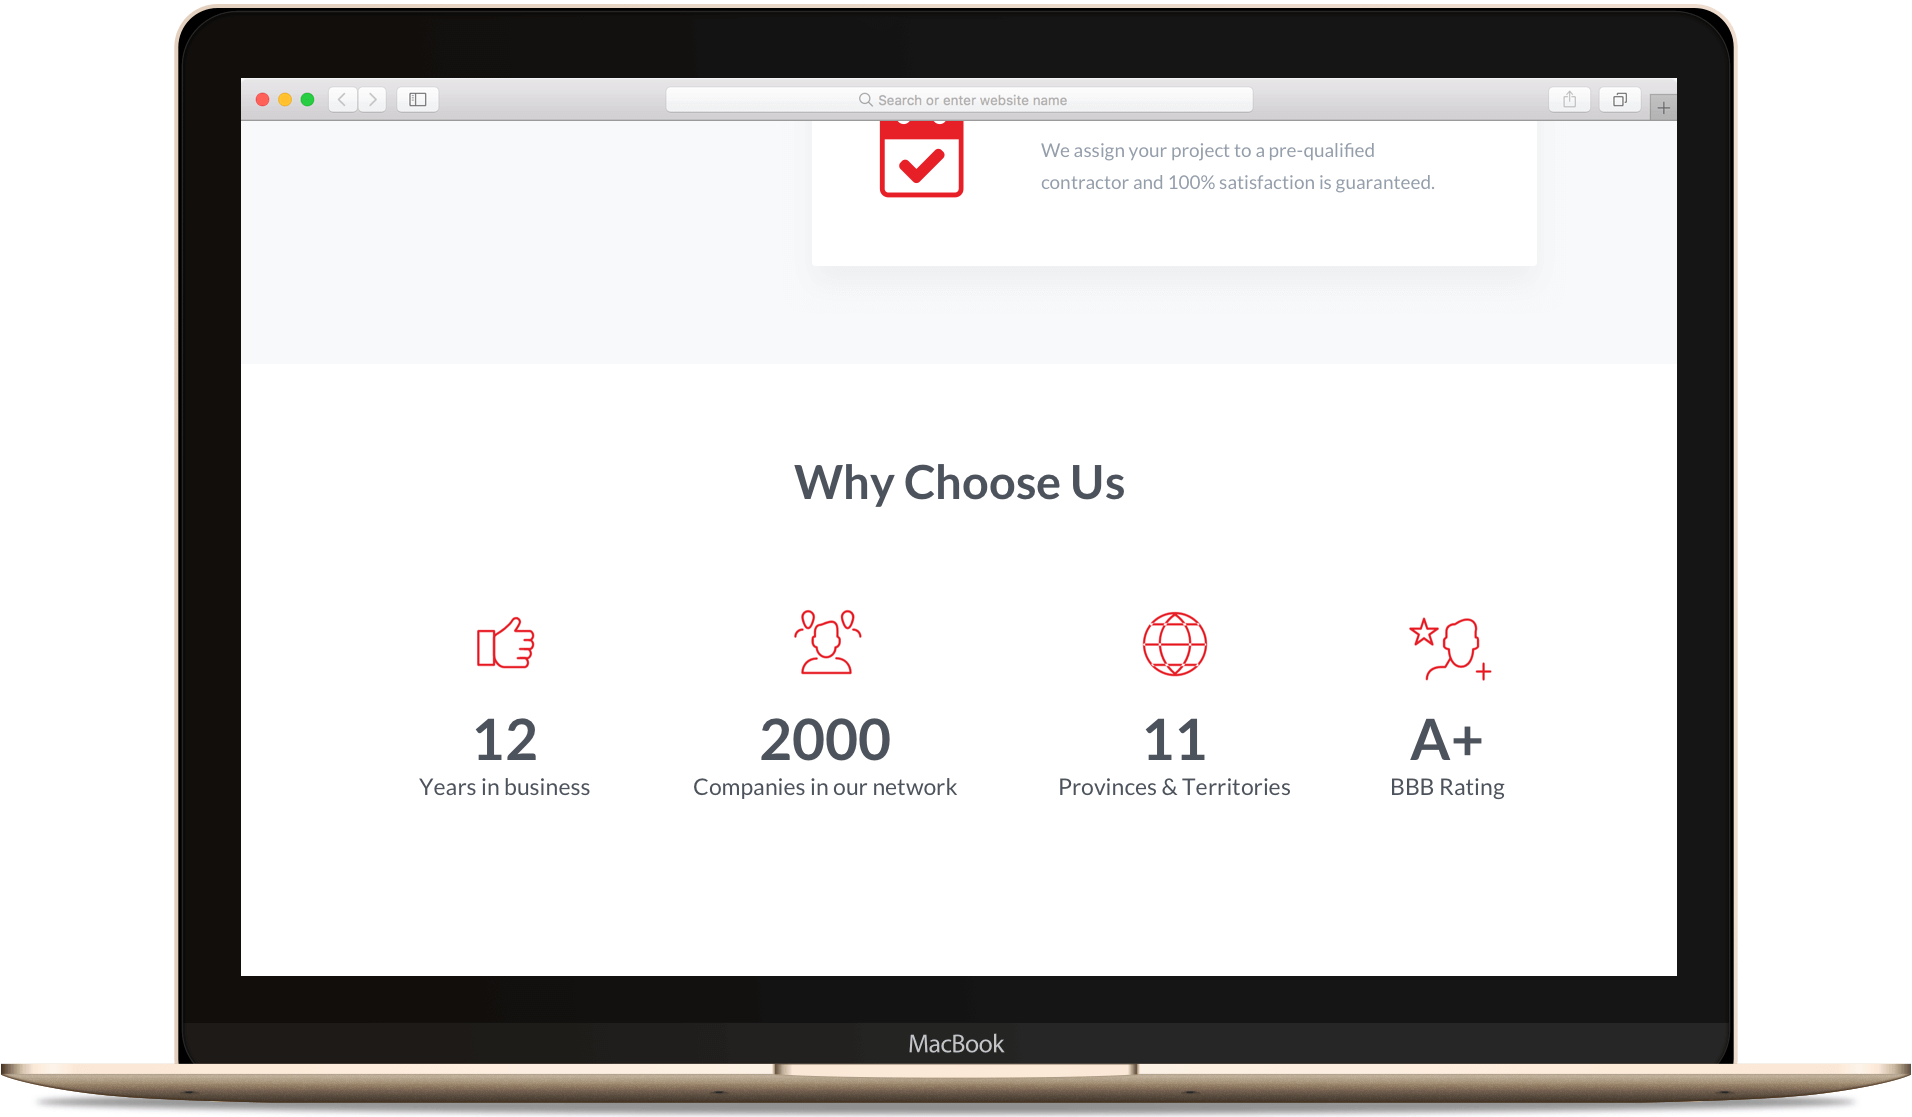 Search or enter website name
We assign your project to a pre-qualified
contractor and 100% satisfaction is guaranteed.
Why Choose Us
12
Years in business
2000
Companies in our network
11
Provinces & Territories
A+
BBB Rating
MacBook